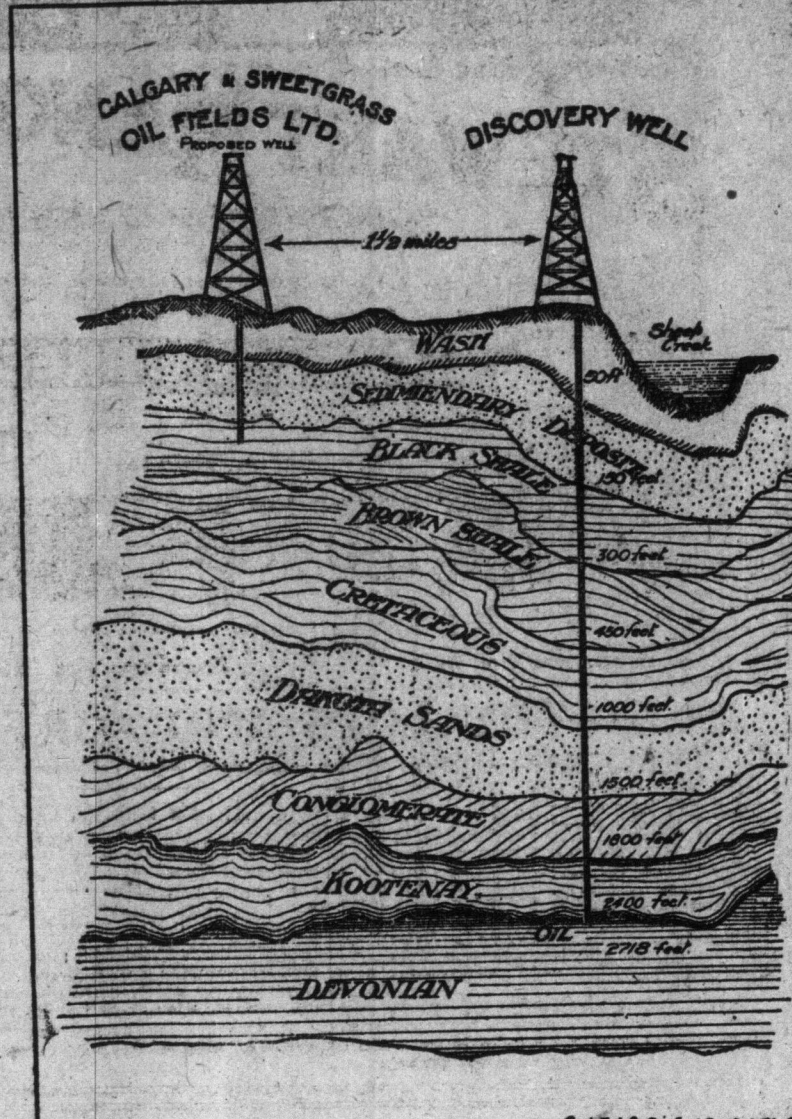 CALGARY & SWEETGRASS
OIL FIELDS LTD.
PROPOSED WELL
DISCOVERY WELL
1½ miles
Sheep Creek
WASH
50 ft
SEDIMENDARY DEPOSIT
150 feet
BLACK SHALE
BROWN SHALE
300 feet
CRETACEOUS
450 feet
DAKOTA SANDS
1000 feet.
1500 feet.
CONGLOMERATE
1800 feet
KOOTENAY.
2400 feet.
OIL
2718 feet.
DEVONIAN